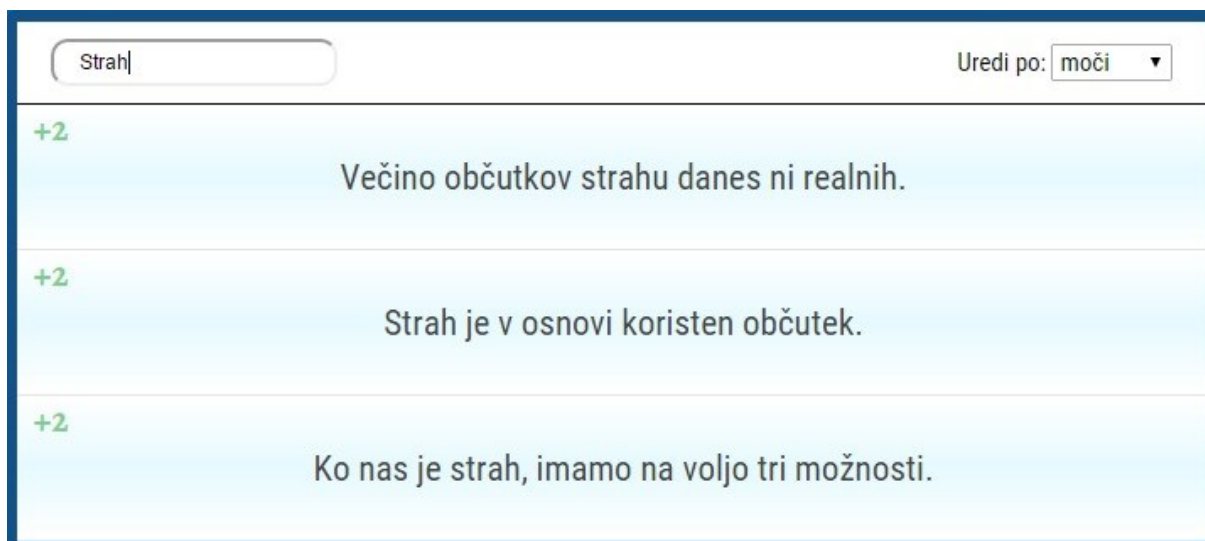 Strah
Uredi po: moči
+2
Večino občutkov strahu danes ni realnih.
+2
Strah je v osnovi koristen občutek.
+2
Ko nas je strah, imamo na voljo tri možnosti.